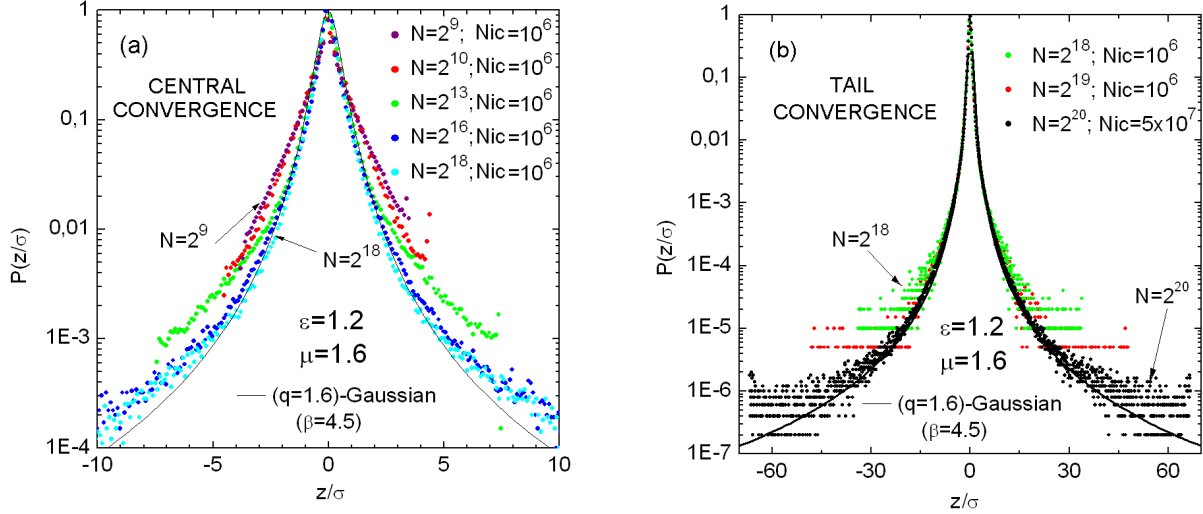 (a)
CENTRAL
CONVERGENCE
N=2^9; Nic=10^6
N=2^10; Nic=10^6
N=2^13; Nic=10^6
N=2^16; Nic=10^6
N=2^18; Nic=10^6
N=2^9
N=2^18
ε=1.2
μ=1.6
(q=1.6)-Gaussian
(β=4.5)
P(z/σ)
1
0,1
0,01
1E-3
1E-4
-10
-5
0
5
10
z/σ
(b)
TAIL
CONVERGENCE
N=2^18; Nic=10^6
N=2^19; Nic=10^6
N=2^20; Nic=5x10^7
N=2^18
N=2^20
ε=1.2
μ=1.6
(q=1.6)-Gaussian
(β=4.5)
P(z/σ)
1
0,1
0,01
1E-3
1E-4
1E-5
1E-6
1E-7
-60
-30
0
30
60
z/σ